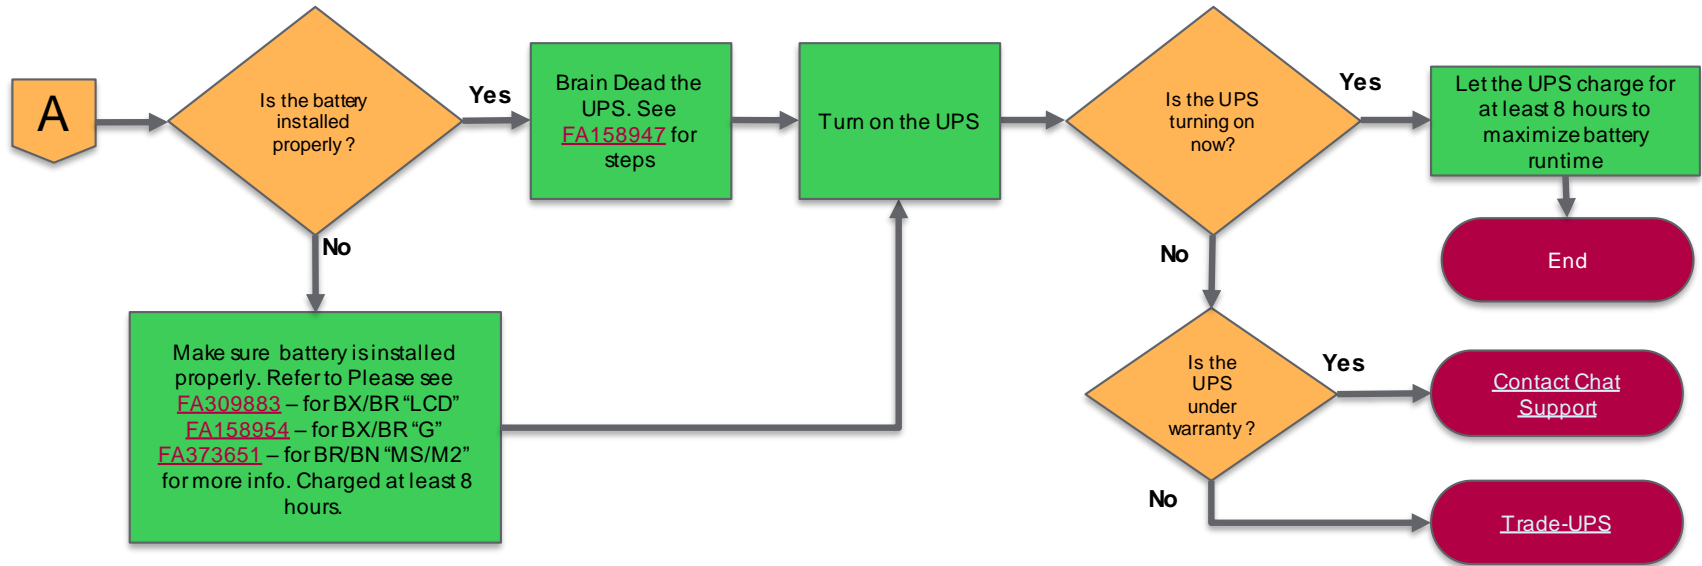 A
Is the battery
installed
properly?
Yes
No
Brain Dead the
UPS. See
FA158947 for
steps
Make sure battery is installed
properly. Refer to Please see
FA309883 – for BX/BR “LCD”
FA158954 – for BX/BR “G”
FA373651 – for BR/BN “MS/M2”
for more info. Charged at least 8
hours.
Turn on the UPS
Is the UPS
turning on
now?
Yes
No
Let the UPS charge for
at least 8 hours to
maximize battery
runtime
End
Is the
UPS
under
warranty?
Yes
No
Contact Chat
Support
Trade-UPS